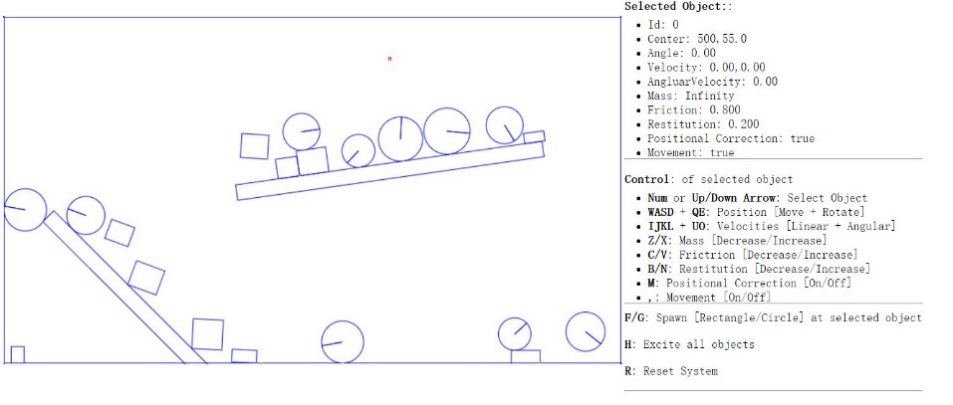 Selected Object::
Id: 0
Center: 500,55.0
Angle: 0.00
Velocity: 0.00,0.00
AngluarVelocity: 0.00
Mass: Infinity
Friction: 0.800
Restitution: 0.200
Positional Correction: true
Movement: true
Control: of selected object
Num or Up/Down Arrow: Select Object
WASD + QE: Position [Move + Rotate]
IJKL + UO: Velocities [Linear + Angular]
Z/X: Mass [Decrease/Increase]
C/V: Frictrion [Decrease/Increase]
B/N: Restitution [Decrease/Increase]
M: Positional Correction [On/Off]
,: Movement [On/Off]
F/G: Spawn [Rectangle/Circle] at selected object
H: Excite all objects
R: Reset System